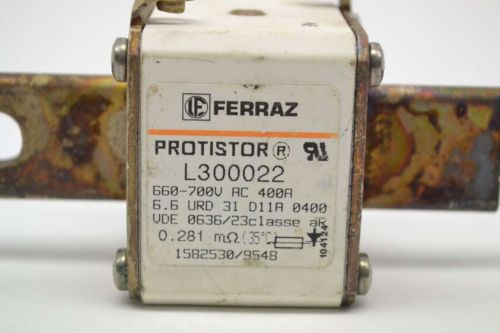 FERRAZ
PROTISTOR ®
L300022
660-700V AC 400A
6.6 URD 31 D11A 0400
VDE 0636/23classe aR
0.281 mΩ(35°C)
104124
1582530/9548